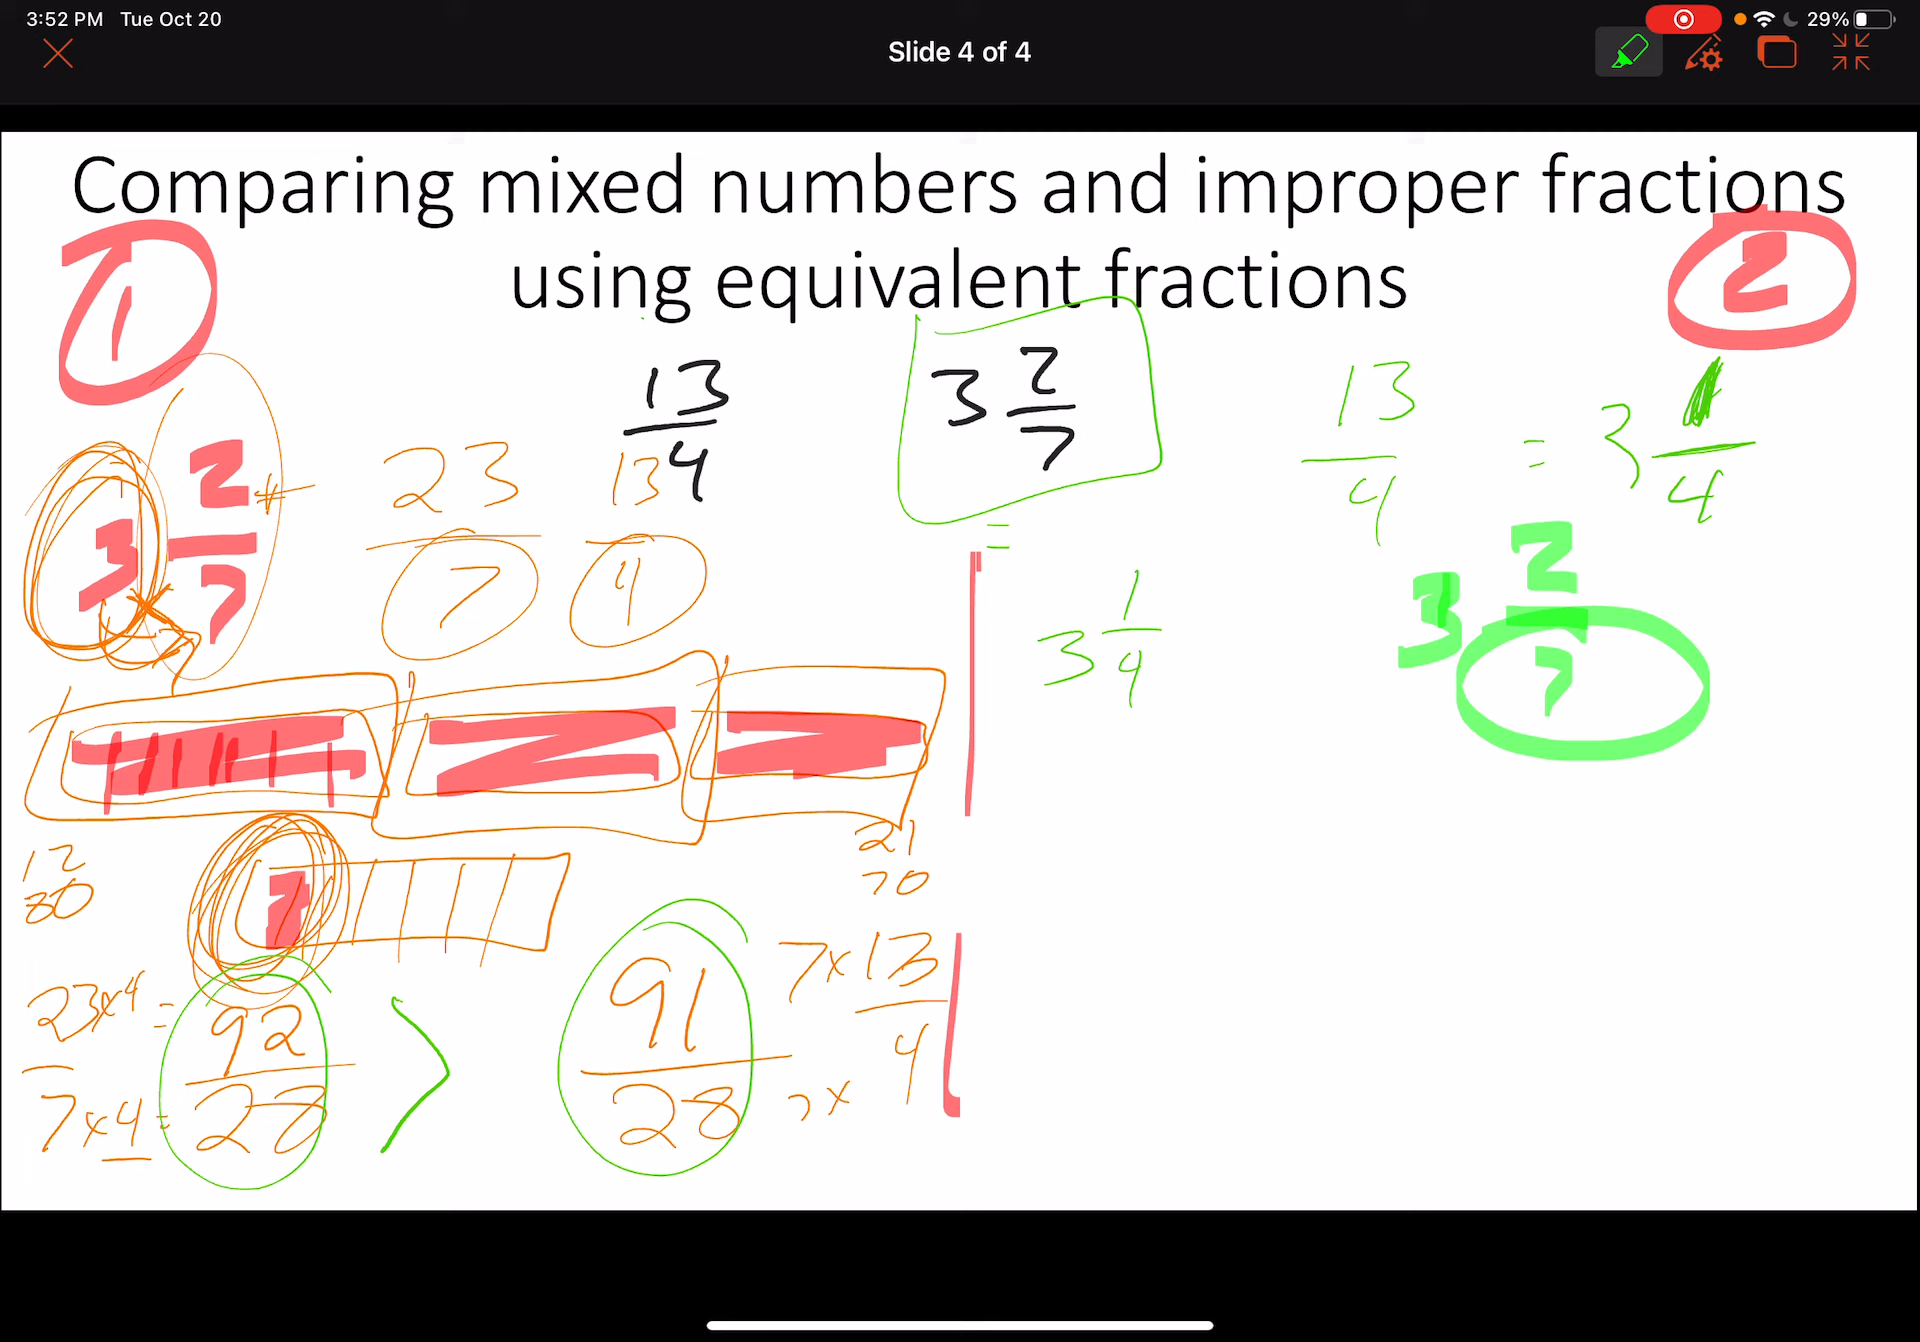 3:52 PM Tue Oct 20
29%
Slide 4 of 4
Comparing mixed numbers and improper fractions
using equivalent fractions
1
2
13/4
3 2/7
13/4 = 3 1/4
3 2/7
23/7
13/4
=
3 1/4
3 2/7
12
80
21
70
23x4 = 92
7x4 = 28
>
91/28
7x13
4